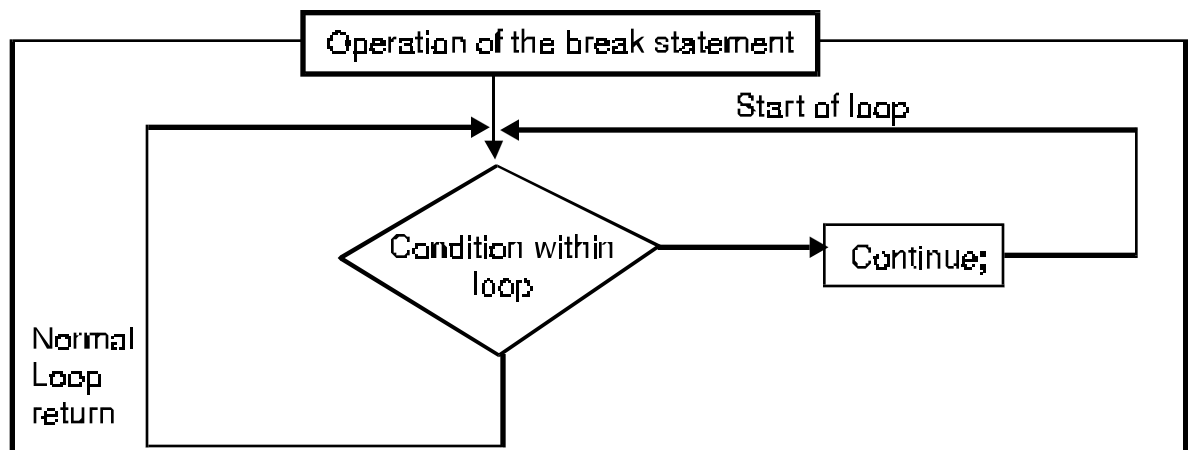 Operation of the break statement
Start of loop
Condition within
loop
Continue;
Normal
Loop
return